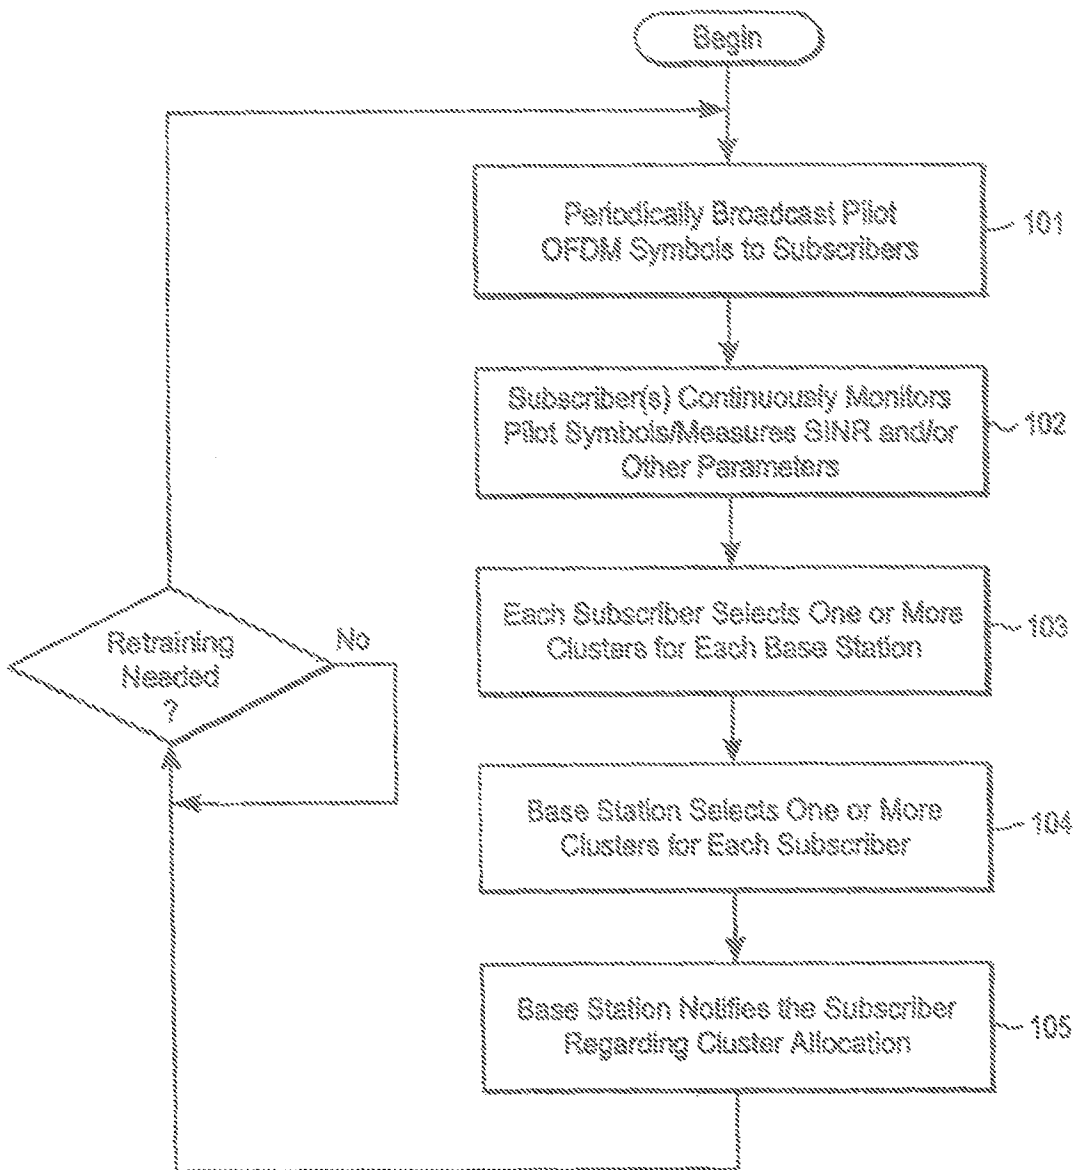 Begin
Periodically Broadcast Pilot
OFDM Symbols to Subscribers
101
Subscriber(s) Continuously Monitors
Pilot Symbols/Measures SINR and/or
Other Parameters
102
Each Subscriber Selects One or More
Clusters for Each Base Station
103
Retraining
Needed
?
No
Base Station Selects One or More
Clusters for Each Subscriber
104
Base Station Notifies the Subscriber
Regarding Cluster Allocation
105